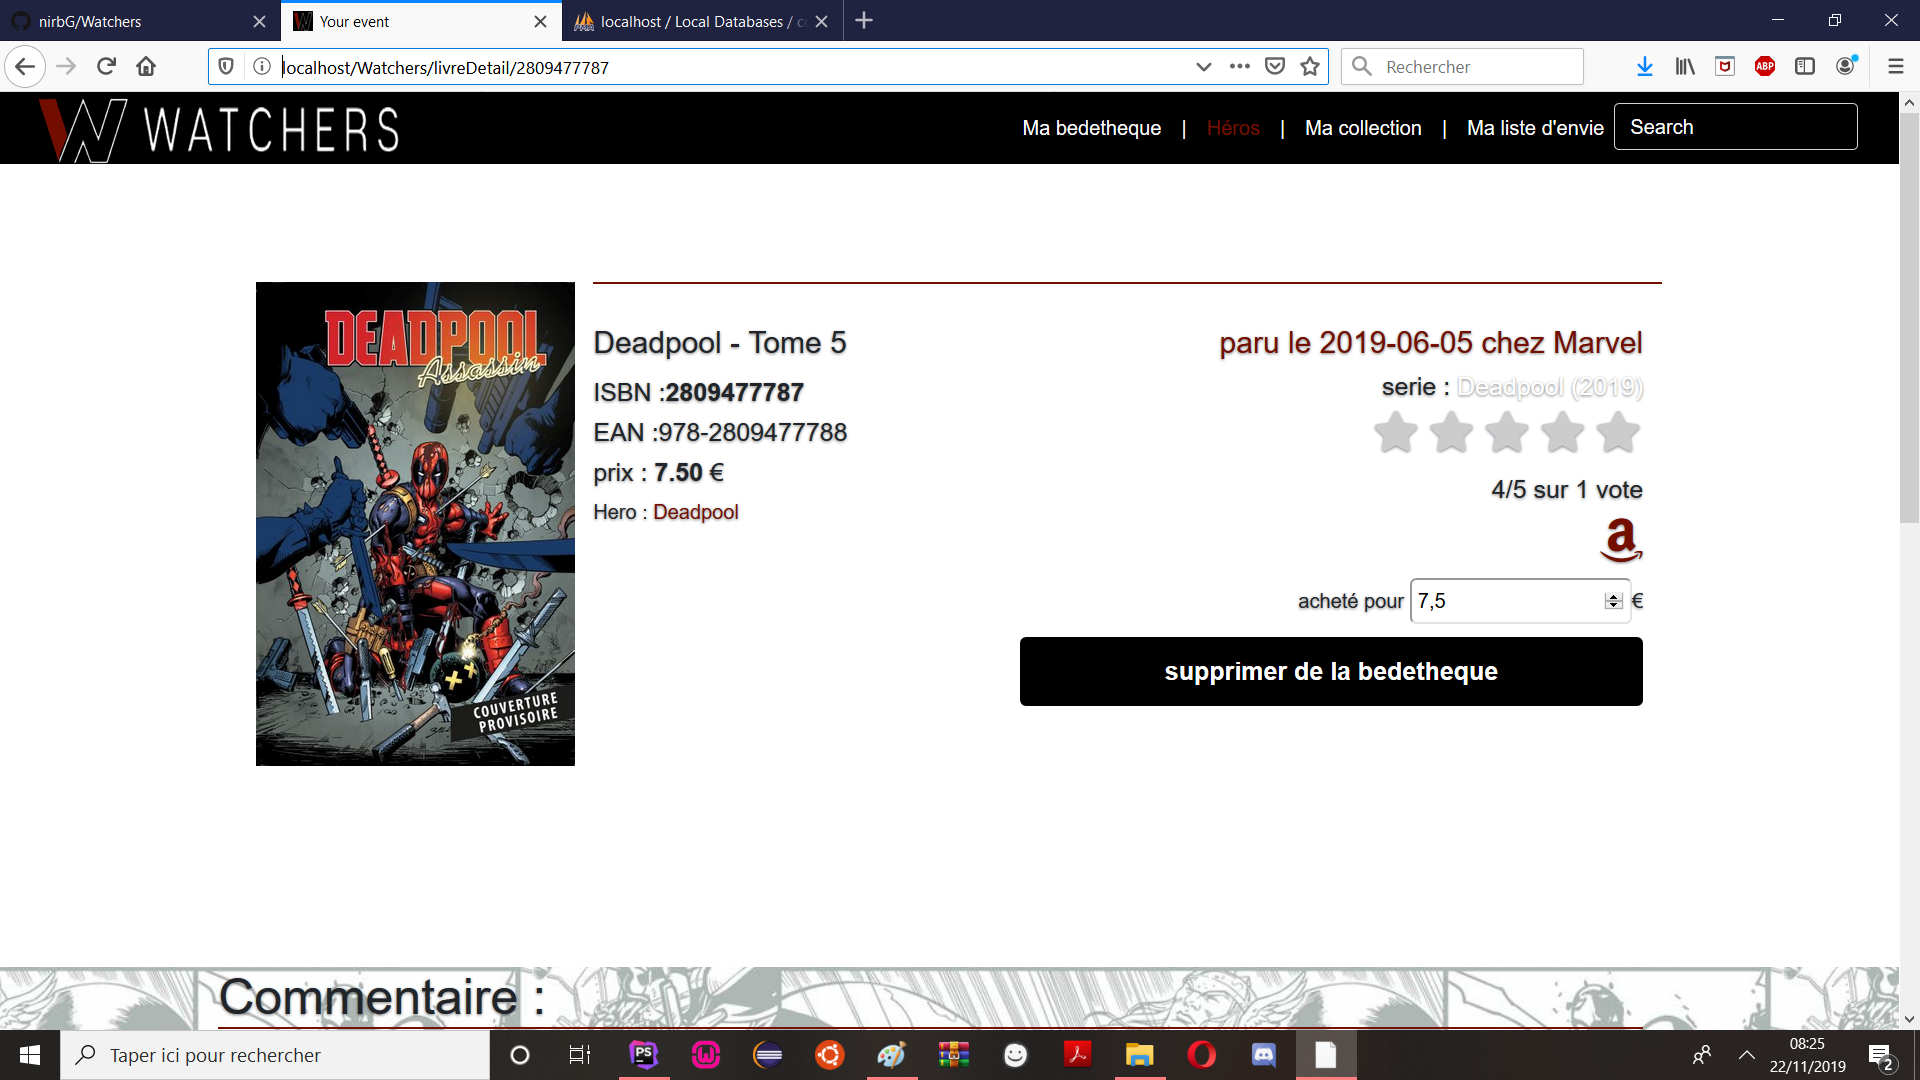 nirbG/Watchers
Your event
localhost / Local Databases / c
localhost/Watchers/livreDetail/2809477787
Rechercher
ABP
WATCHERS
Ma bedetheque | Héros | Ma collection | Ma liste d'envie
Search
DEADPOOL
Assassin
COUVERTURE
PROVISOIRE
Deadpool - Tome 5
ISBN :2809477787
EAN :978-2809477788
prix : 7.50 €
Hero : Deadpool
paru le 2019-06-05 chez Marvel
serie : Deadpool (2019)
4/5 sur 1 vote
acheté pour 7,5 €
supprimer de la bedetheque
Commentaire :
Taper ici pour rechercher
PS
08:25
22/11/2019
2